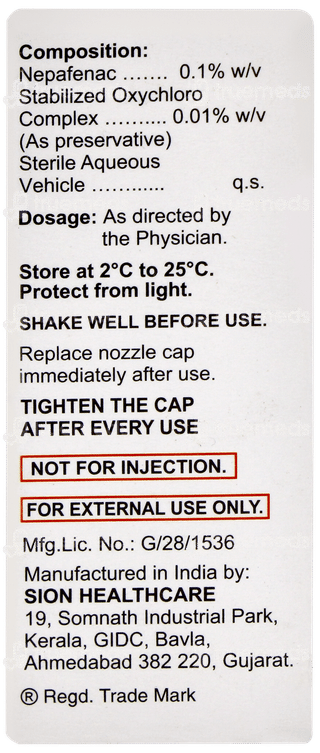 Composition:
Nepafenac ....... 0.1% w/v
Stabilized Oxychloro
Complex .......... 0.01% w/v
(As preservative)
Sterile Aqueous
Vehicle ............ q.s.
Dosage: As directed by
the Physician.
Store at 2°C to 25°C.
Protect from light.
SHAKE WELL BEFORE USE.
Replace nozzle cap
immediately after use.
TIGHTEN THE CAP
AFTER EVERY USE
NOT FOR INJECTION.
FOR EXTERNAL USE ONLY.
Mfg.Lic. No.: G/28/1536
Manufactured in India by:
SION HEALTHCARE
19, Somnath Industrial Park,
Kerala, GIDC, Bavla,
Ahmedabad 382 220, Gujarat.
® Regd. Trade Mark